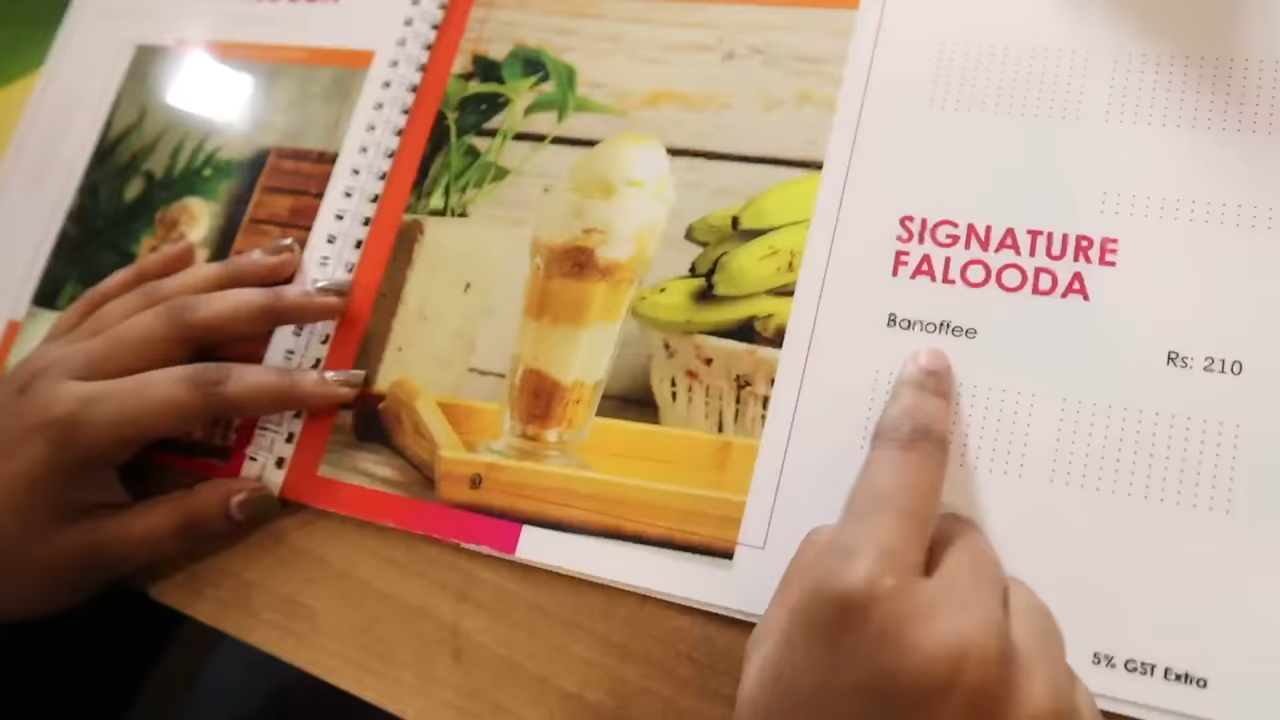 SIGNATURE
FALOODA
Banoffee
Rs: 210
5% GST Extra